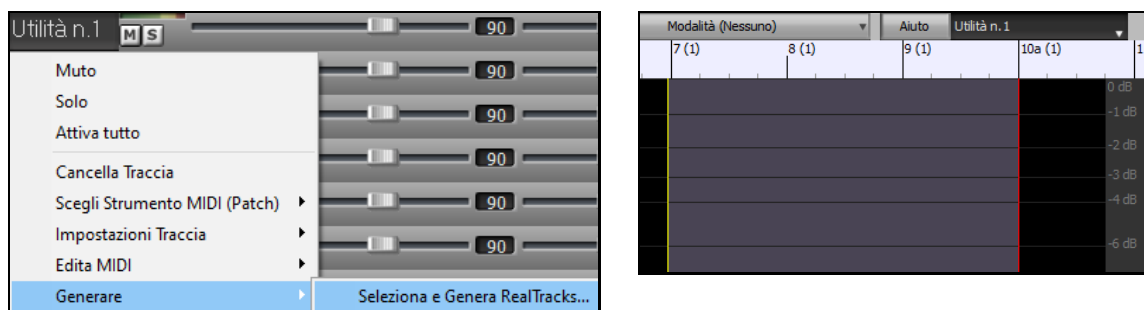 Utilità n.1 M S 90
Muto 90
Solo
90
Attiva tutto
90
Cancella Traccia
Scegli Strumento MIDI (Patch) 90
Impostazioni Traccia
90
Edita MIDI
Generare Seleziona e Genera RealTracks...
Modalità (Nessuno) Aiuto Utilità n.1
7 (1) 8 (1) 9 (1) 10a (1) 1
0 dB
-1 dB
-2 dB
-3 dB
-4 dB
-6 dB